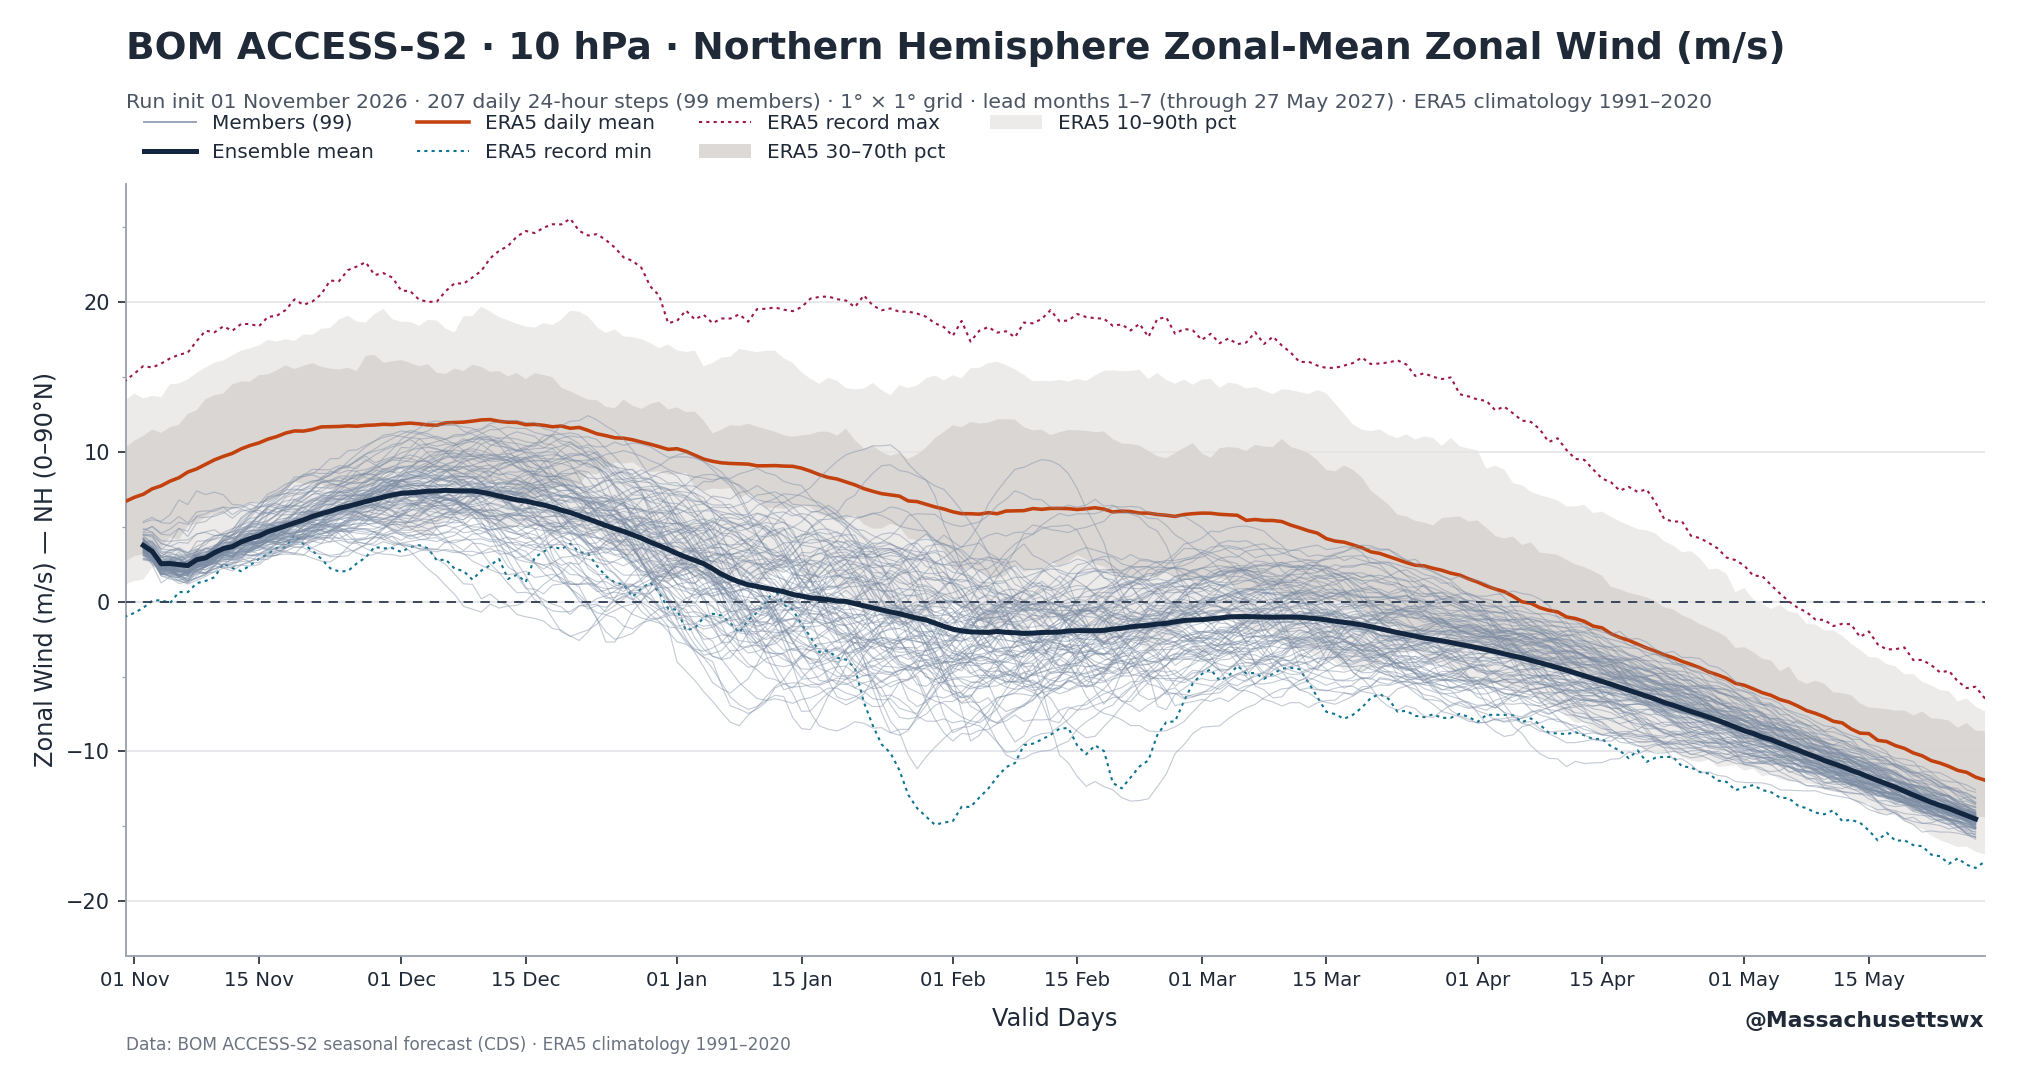 BOM ACCESS-S2 · 10 hPa · Northern Hemisphere Zonal-Mean Zonal Wind (m/s)
Run init 01 November 2026 · 207 daily 24-hour steps (99 members) · 1° × 1° grid · lead months 1–7 (through 27 May 2027) · ERA5 climatology 1991–2020
Members (99) ERA5 daily mean ERA5 record max ERA5 10–90th pct
Ensemble mean ERA5 record min ERA5 30–70th pct
Zonal Wind (m/s) — NH (0–90°N)
20
10
0
−10
−20
01 Nov 15 Nov 01 Dec 15 Dec 01 Jan 15 Jan 01 Feb 15 Feb 01 Mar 15 Mar 01 Apr 15 Apr 01 May 15 May
Valid Days
@Massachusettswx
Data: BOM ACCESS-S2 seasonal forecast (CDS) · ERA5 climatology 1991–2020